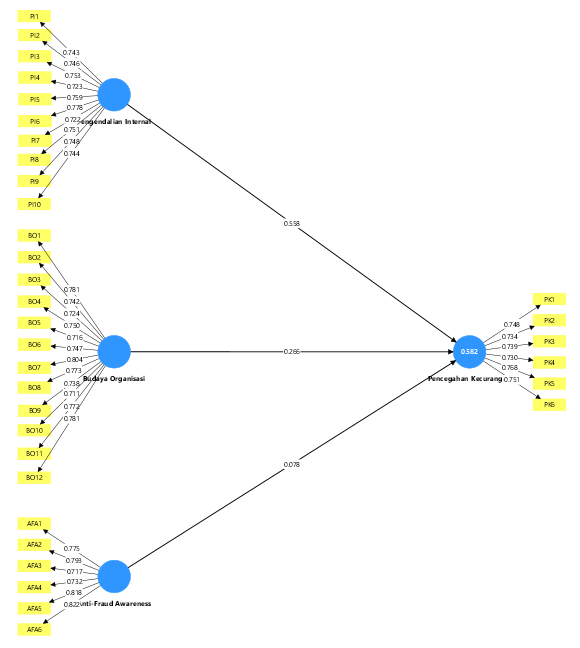 PI1
PI2
PI3
PI4
PI5
PI6
PI7
PI8
PI9
PI10
0.743
0.746
0.753
0.723
0.759
0.778
0.722
0.751
0.748
0.744
engendalian Internal
0.558
BO1
BO2
BO3
BO4
BO5
BO6
BO7
BO8
BO9
BO10
BO11
BO12
0.781
0.742
0.724
0.750
0.716
0.747
0.804
0.773
0.738
0.711
0.772
0.781
Budaya Organisasi
0.265
0.582
Pencegahan Kecurang
0.748
0.734
0.739
0.730
0.768
0.751
PK1
PK2
PK3
PK4
PK5
PK6
0.078
AFA1
AFA2
AFA3
AFA4
AFA5
AFA6
0.775
0.793
0.717
0.732
0.818
0.822
nti-Fraud Awareness